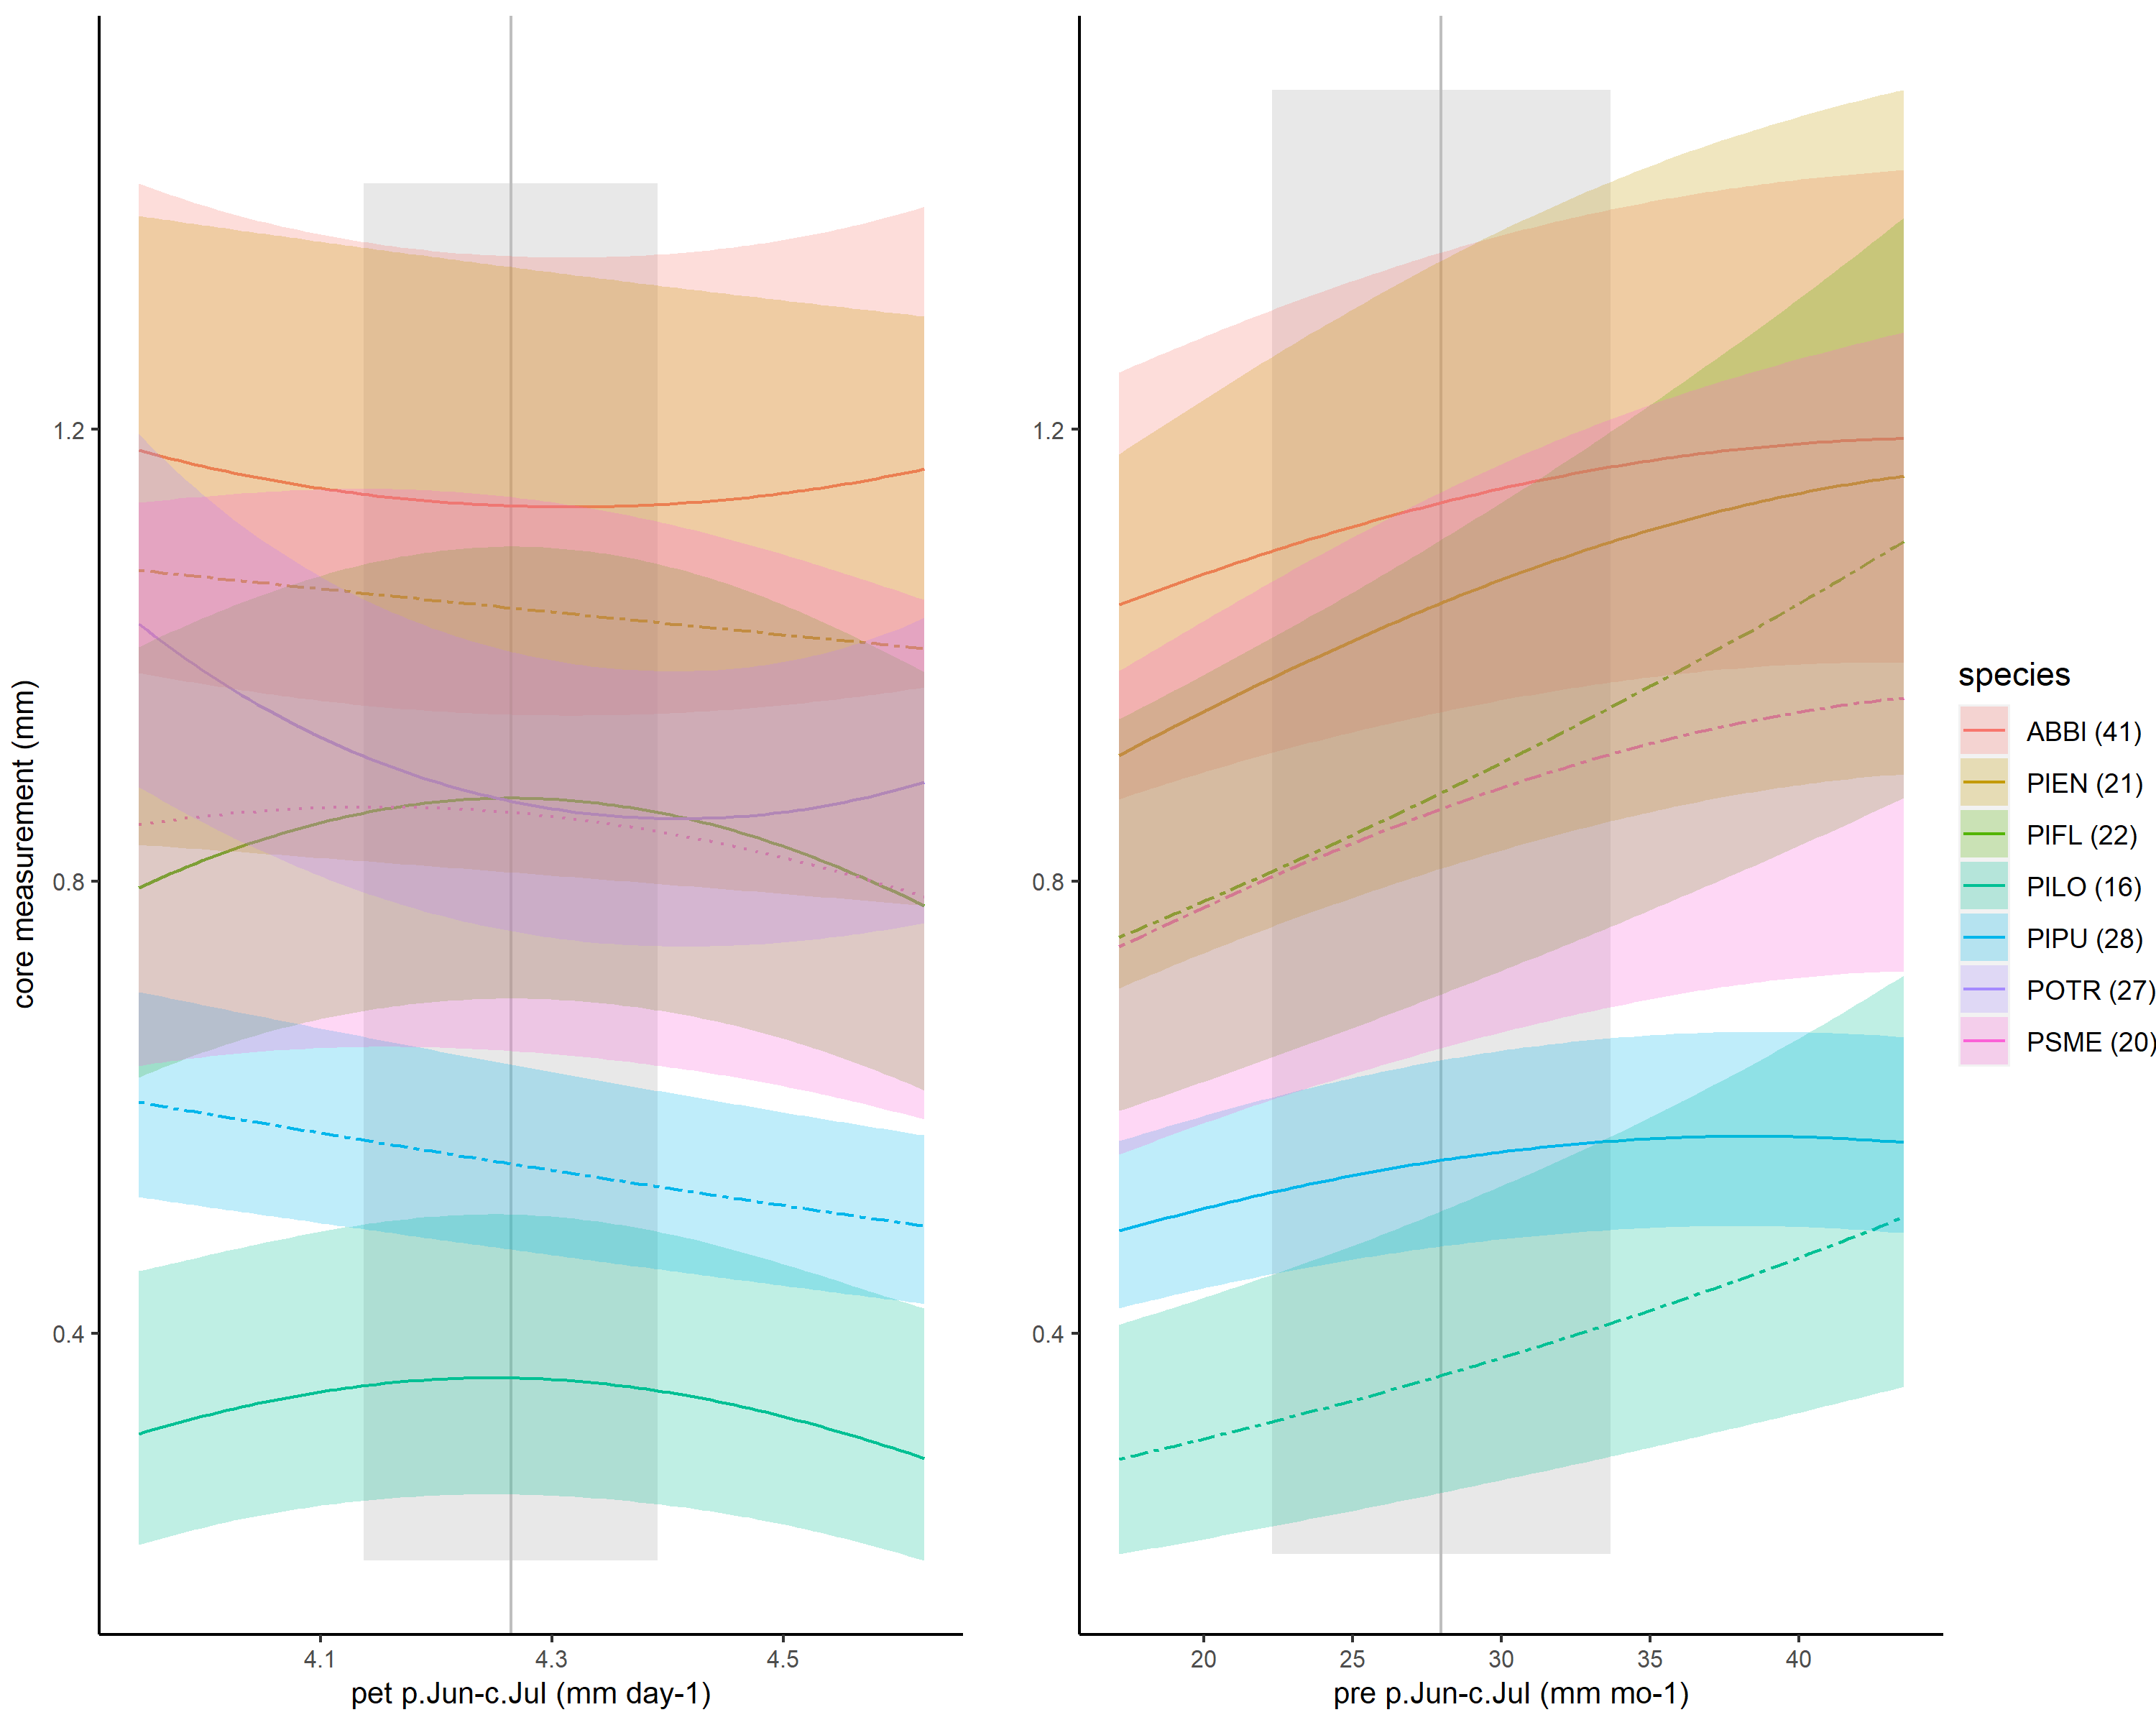 core measurement (mm)
1.2
0.8
0.4
4.1
4.3
4.5
pet p.Jun-c.Jul (mm day-1)
1.2
0.8
0.4
20
25
30
35
40
pre p.Jun-c.Jul (mm mo-1)
species
ABBI (41)
PIEN (21)
PIFL (22)
PILO (16)
PIPU (28)
POTR (27)
PSME (20)